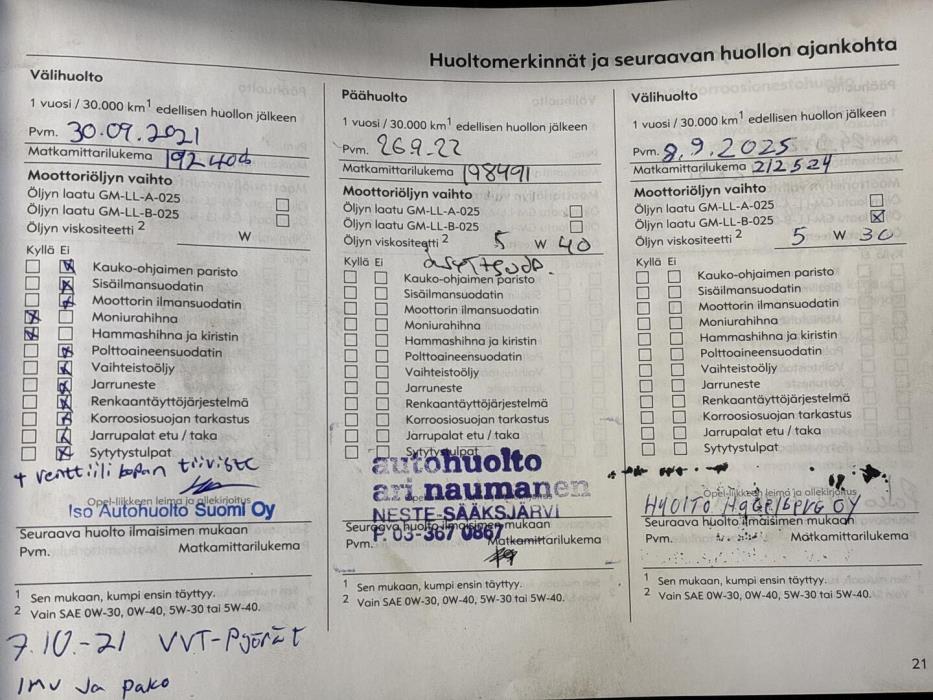 Huoltomerkinnät ja seuraavan huollon ajankohta
Välihuolto
1 vuosi / 30.000 km1 edellisen huollon jälkeen
Pvm. 30.09.2021
Matkamittarilukema 192406
Moottoriöljyn vaihto
Öljyn laatu GM-LL-A-025
Öljyn laatu GM-LL-B-025
Öljyn viskositeetti 2 W
Kyllä Ei
Kauko-ohjaimen paristo
Sisäilmansuodatin
Moottorin ilmansuodatin
Moniurahihna
Hammashihna ja kiristin
Polttoaineensuodatin
Vaihteistoöljy
Jarruneste
Renkaantäyttöjärjestelmä
Korroosiosuojan tarkastus
Jarrupalat etu / taka
Sytytystulpat
+ venttiili kopan tiiviste
Opel-liikkeen leima ja allekirjoitus
Iso Autohuolto Suomi Oy
Seuraava huolto ilmaisimen mukaan
Pvm. Matkamittarilukema
1 Sen mukaan, kumpi ensin täyttyy.
2 Vain SAE 0W-30, 0W-40, 5W-30 tai 5W-40.
7.10.-21 VVT-Pyörät
imu ja pako
Päähuolto
1 vuosi / 30.000 km1 edellisen huollon jälkeen
Pvm. 26.9.22
Matkamittarilukema 198491
Moottoriöljyn vaihto
Öljyn laatu GM-LL-A-025
Öljyn laatu GM-LL-B-025
Öljyn viskositeetti 2 5 W 40
Kyllä Ei
Kauko-ohjaimen paristo
Sisäilmansuodatin
Moottorin ilmansuodatin
Moniurahihna
Hammashihna ja kiristin
Polttoaineensuodatin
Vaihteistoöljy
Jarruneste
Renkaantäyttöjärjestelmä
Korroosiosuojan tarkastus
Jarrupalat etu / taka
Sytytystulpat
autohuolto
ari naumanen
NESTE-SÄÄKSJÄRVI
Seuraava huolto ilmaisimen mukaan
P. 03-367 0867
Pvm. Matkamittarilukema
1 Sen mukaan, kumpi ensin täyttyy.
2 Vain SAE 0W-30, 0W-40, 5W-30 tai 5W-40.
Välihuolto
1 vuosi / 30.000 km1 edellisen huollon jälkeen
Pvm. 8.9.2025
Matkamittarilukema 212524
Moottoriöljyn vaihto
Öljyn laatu GM-LL-A-025
Öljyn laatu GM-LL-B-025
Öljyn viskositeetti 2 5 W 30
Kyllä Ei
Kauko-ohjaimen paristo
Sisäilmansuodatin
Moottorin ilmansuodatin
Moniurahihna
Hammashihna ja kiristin
Polttoaineensuodatin
Vaihteistoöljy
Jarruneste
Renkaantäyttöjärjestelmä
Korroosiosuojan tarkastus
Jarrupalat etu / taka
Sytytystulpat
Opel-liikkeen leima ja allekirjoitus
HUOLTO Hagelberg OY
Seuraava huolto ilmaisimen mukaan
Pvm. Matkamittarilukema
1 Sen mukaan, kumpi ensin täyttyy.
2 Vain SAE 0W-30, 0W-40, 5W-30 tai 5W-40.
21